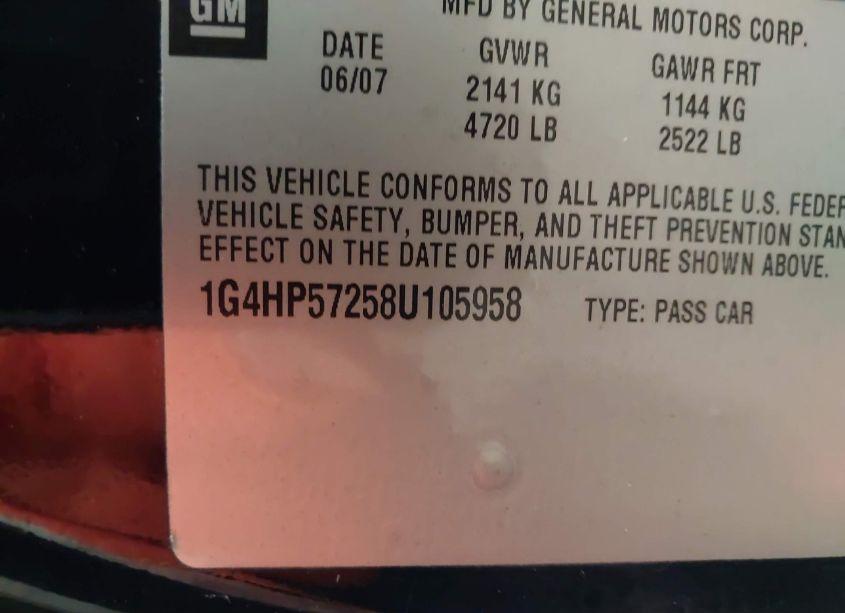 GM
MFD BY GENERAL MOTORS CORP.
DATE GVWR GAWR FRT
06/07 2141 KG 1144 KG
4720 LB 2522 LB
THIS VEHICLE CONFORMS TO ALL APPLICABLE U.S. FEDER
VEHICLE SAFETY, BUMPER, AND THEFT PREVENTION STAN
EFFECT ON THE DATE OF MANUFACTURE SHOWN ABOVE.
1G4HP57258U105958 TYPE: PASS CAR